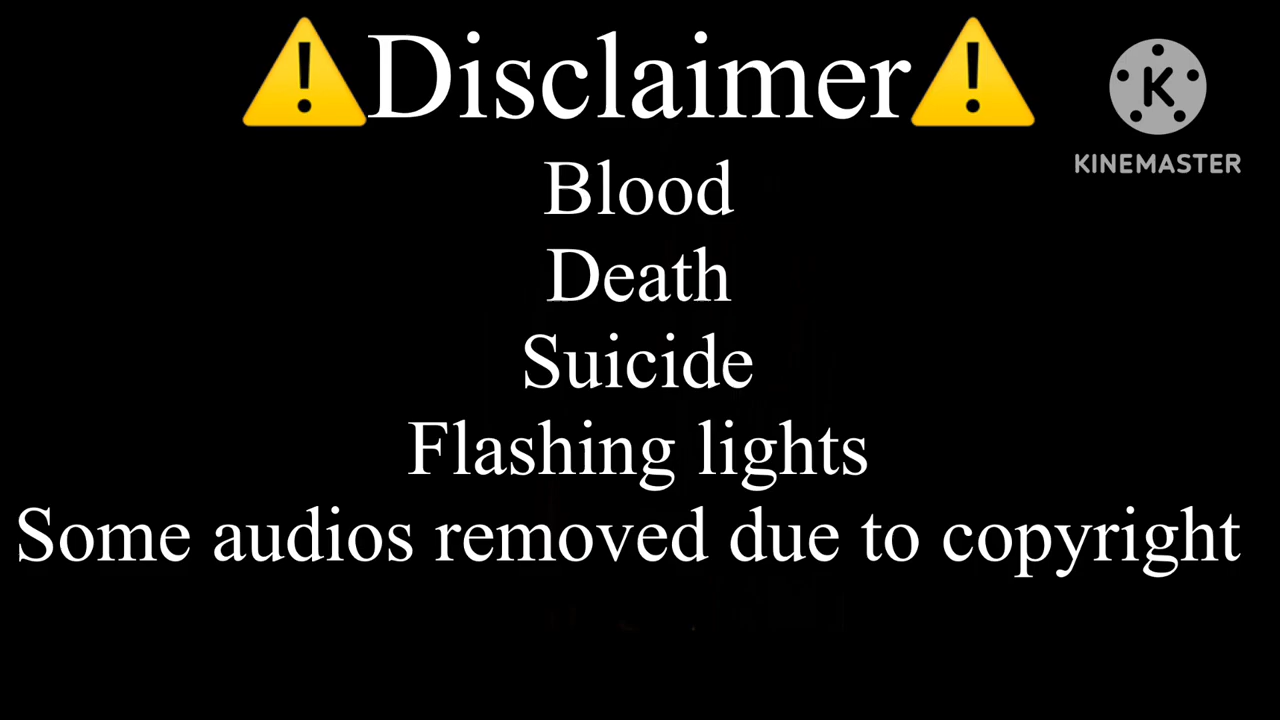 ⚠️Disclaimer⚠️
K
KINEMASTER
Blood
Death
Suicide
Flashing lights
Some audios removed due to copyright